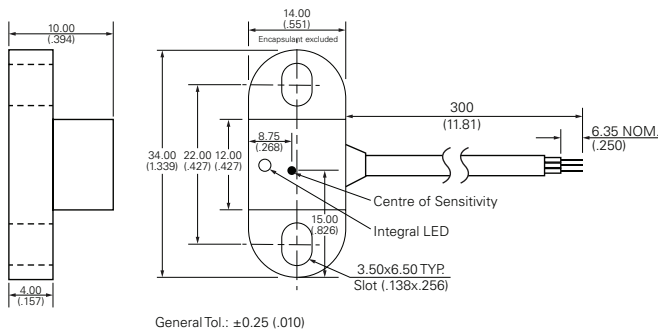 14.00
(.551)
Encapsulant excluded
10.00
(.394)
300
(11.81)
6.35 NOM.
(.250)
8.75
(.268)
34.00
(1.339)
22.00
(.427)
12.00
(.427)
Centre of Sensitivity
15.00
(.826)
Integral LED
3.50x6.50 TYP.
Slot (.138x.256)
4.00
(.157)
General Tol.: ±0.25 (.010)